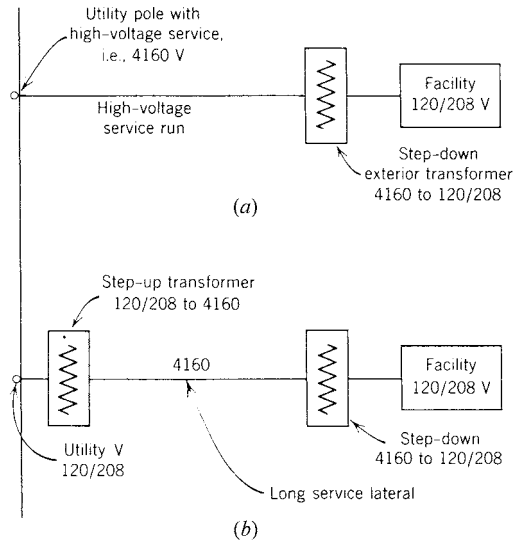 Utility pole with
high-voltage service,
i.e., 4160 V
High-voltage
service run
Facility
120/208 V
Step-down
exterior transformer
4160 to 120/208
(a)
Step-up transformer
120/208 to 4160
4160
Facility
120/208 V
Utility V
120/208
Step-down
4160 to 120/208
Long service lateral
(b)